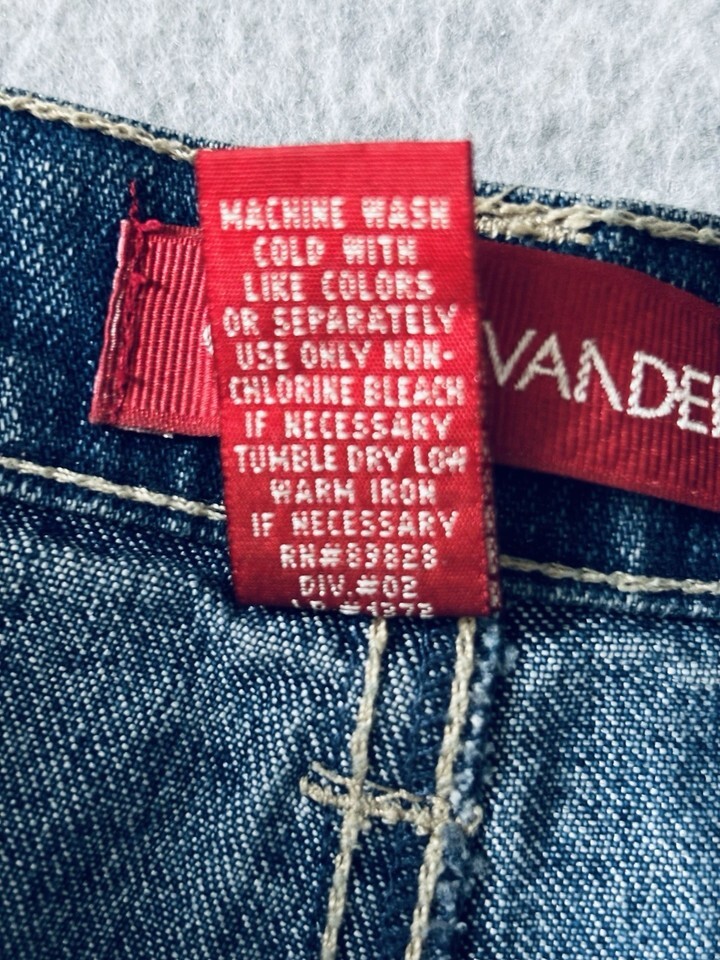 MACHINE WASH
COLD WITH
LIKE COLORS
OR SEPARATELY
USE ONLY NON-
CHLORINE BLEACH
IF NECESSARY
TUMBLE DRY LOW
WARM IRON
IF NECESSARY
RN#83828
DIV.#02
VANDE